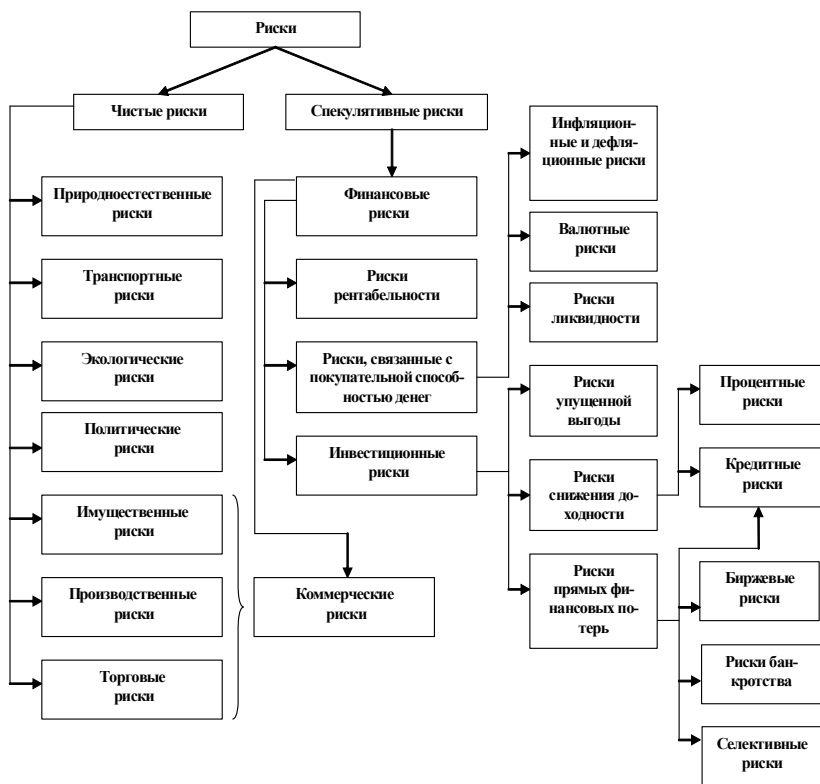 Риски
Чистые риски
Спекулятивные риски
Природноестественные
риски
Транспортные
риски
Экологические
риски
Политические
риски
Имущественные
риски
Производственные
риски
Торговые
риски
Финансовые
риски
Риски
рентабельности
Риски, связанные с
покупательной способ-
ностью денег
Инвестиционные
риски
Коммерческие
риски
Инфляцион-
ные и дефля-
ционные риски
Валютные
риски
Риски
ликвидности
Риски
упущенной
выгоды
Риски
снижения до-
ходности
Риски
прямых фи-
нансовых по-
терь
Процентные
риски
Кредитные
риски
Биржевые
риски
Риски бан-
кротства
Селективные
риски